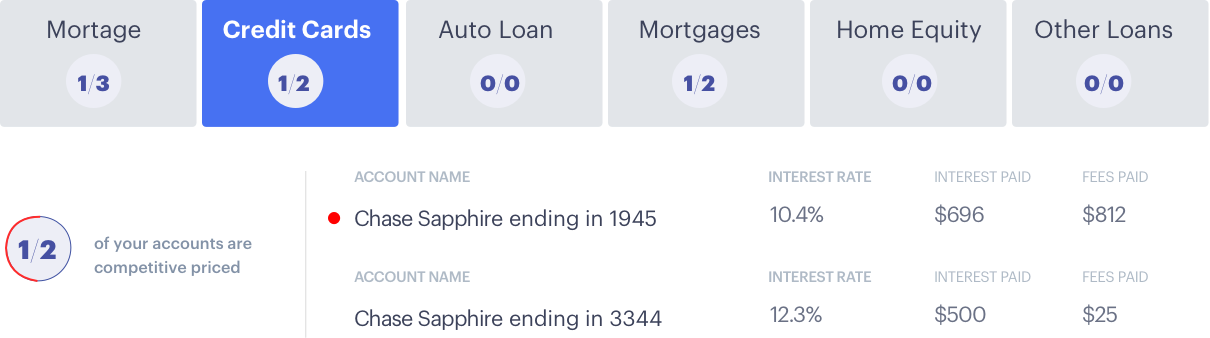 Mortage Credit Cards Auto Loan Mortgages Home Equity Other Loans
1/3 1/2 0/0 1/2 0/0 0/0
ACCOUNT NAME INTEREST RATE INTEREST PAID FEES PAID
Chase Sapphire ending in 1945 10.4% $696 $812
1/2 of your accounts are
competitive priced
ACCOUNT NAME INTEREST RATE INTEREST PAID FEES PAID
Chase Sapphire ending in 3344 12.3% $500 $25